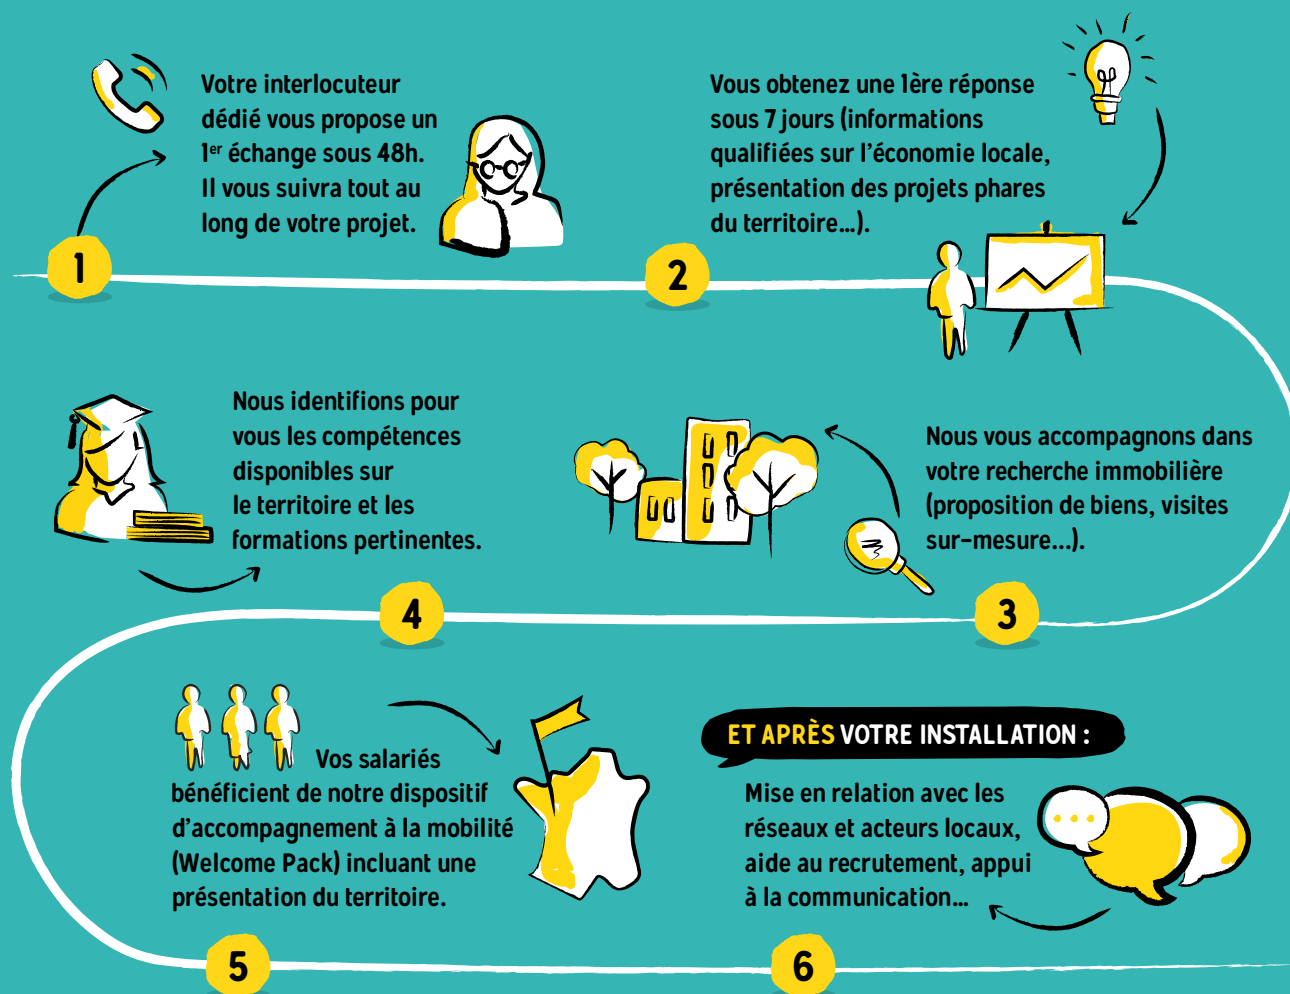 Votre interlocuteur
dédié vous propose un
1er échange sous 48h.
Il vous suivra tout au
long de votre projet.
1
Vous obtenez une 1ère réponse
sous 7 jours (informations
qualifiées sur l'économie locale,
présentation des projets phares
du territoire...).
2
Nous vous accompagnons dans
votre recherche immobilière
(proposition de biens, visites
sur-mesure...).
3
Nous identifions pour
vous les compétences
disponibles sur
le territoire et les
formations pertinentes.
4
Vos salariés
bénéficient de notre dispositif
d'accompagnement à la mobilité
(Welcome Pack) incluant une
présentation du territoire.
5
ET APRÈS VOTRE INSTALLATION :
Mise en relation avec les
réseaux et acteurs locaux,
aide au recrutement, appui
à la communication...
6